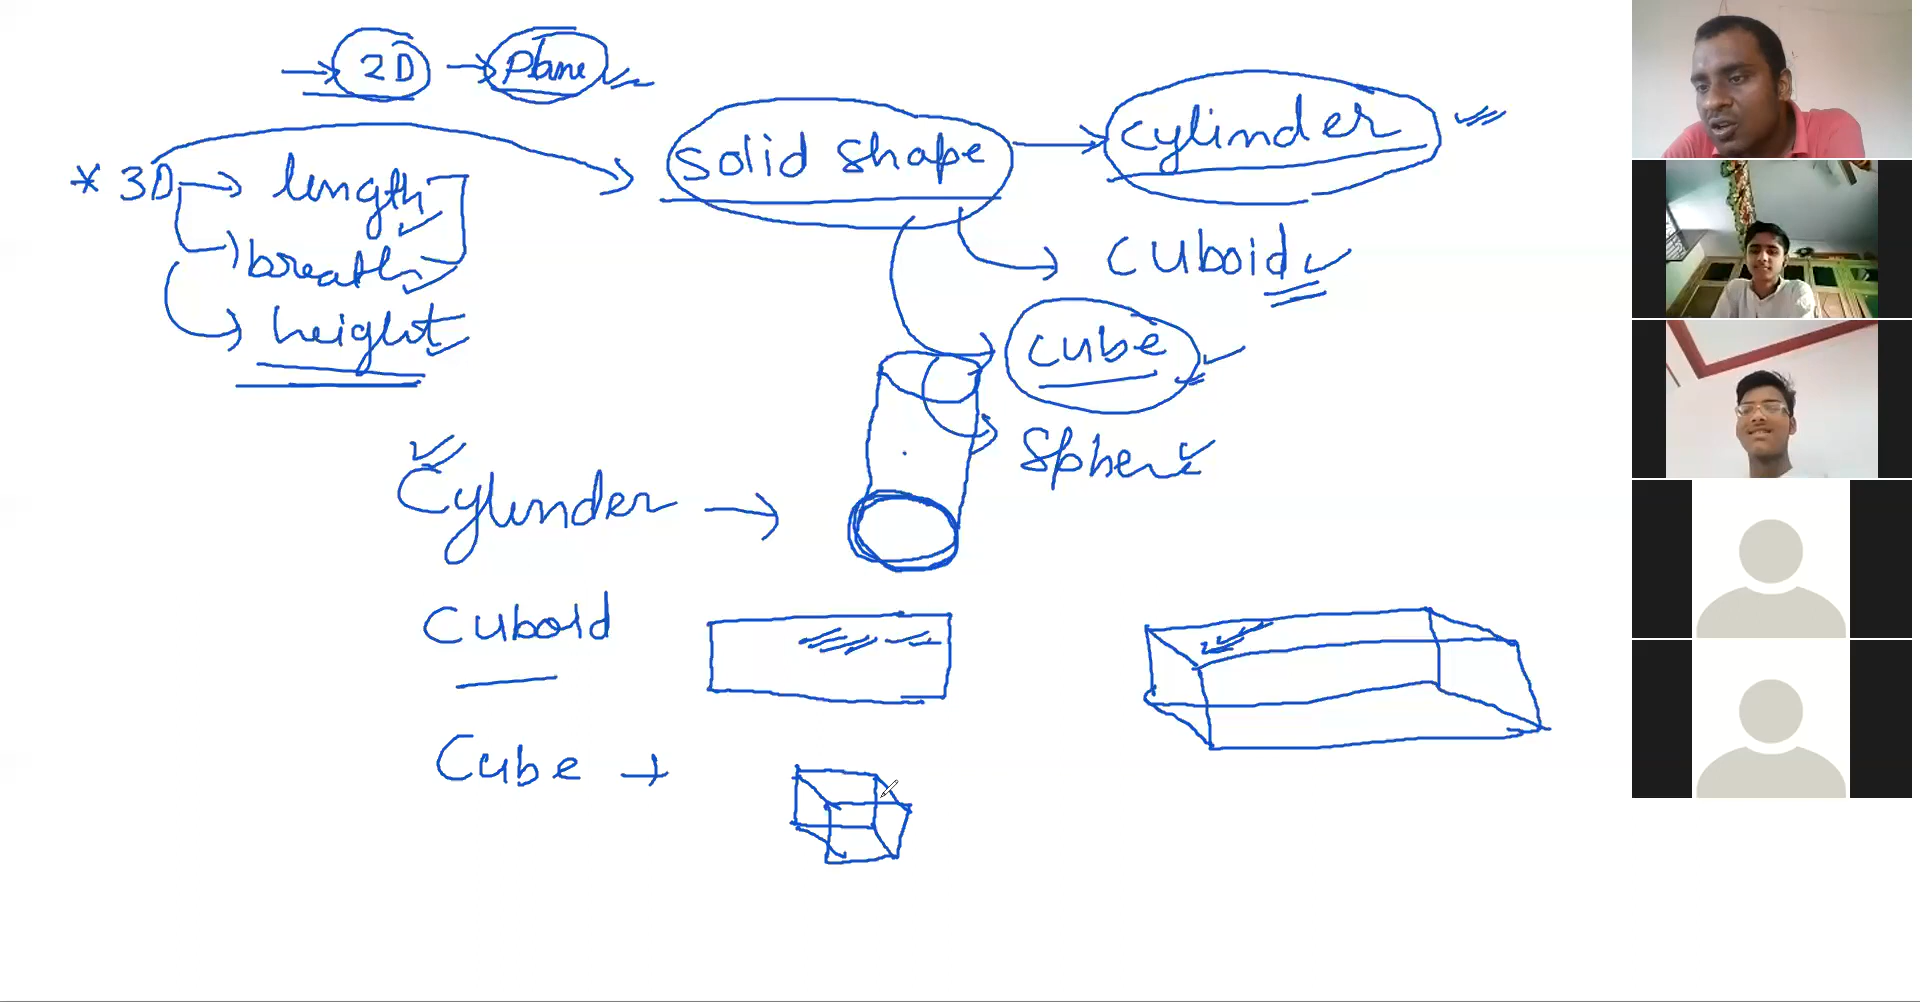 2D → Plane
* 3D → length
breath
height
solid shape → cylinder
cuboid
cube
Sphere
Cylinder →
Cuboid
Cube →